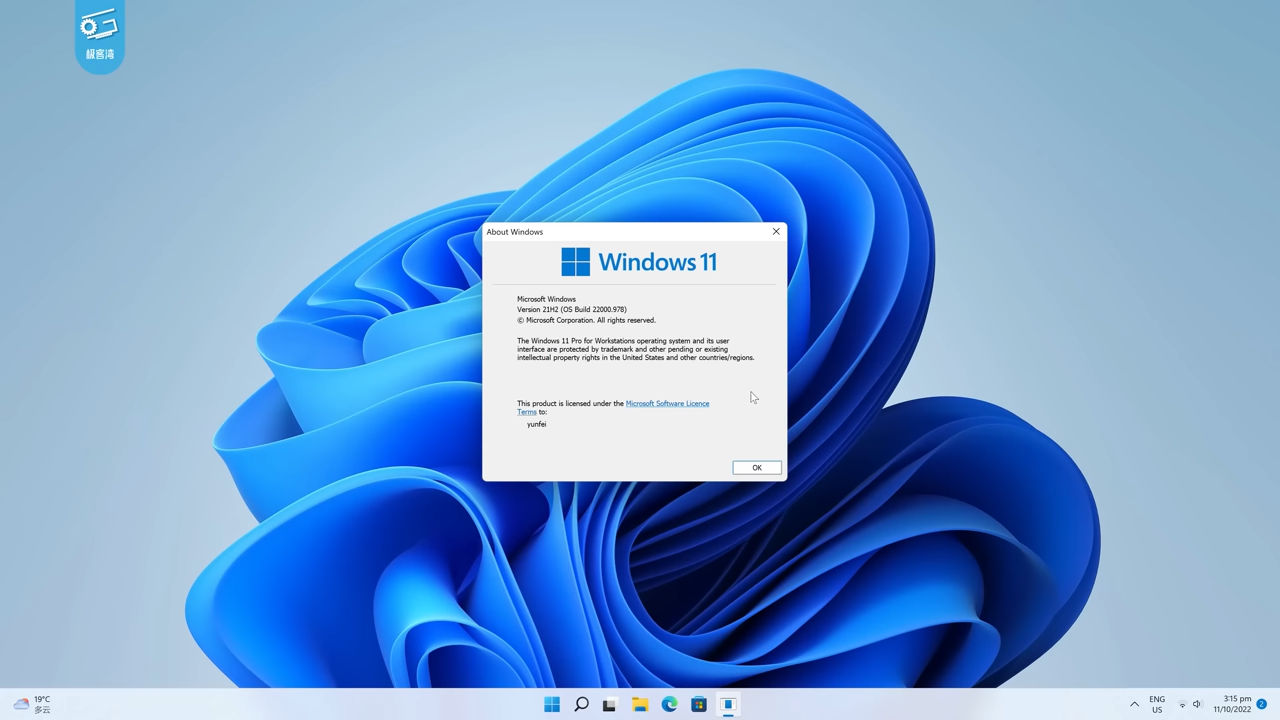 极客湾
About Windows
Windows 11
Microsoft Windows
Version 21H2 (OS Build 22000.978)
© Microsoft Corporation. All rights reserved.
The Windows 11 Pro for Workstations operating system and its user
interface are protected by trademark and other pending or existing
intellectual property rights in the United States and other countries/regions.
This product is licensed under the Microsoft Software Licence
Terms to:
yunfei
OK
19°C
多云
ENG
US
3:15 pm
11/10/2022
2